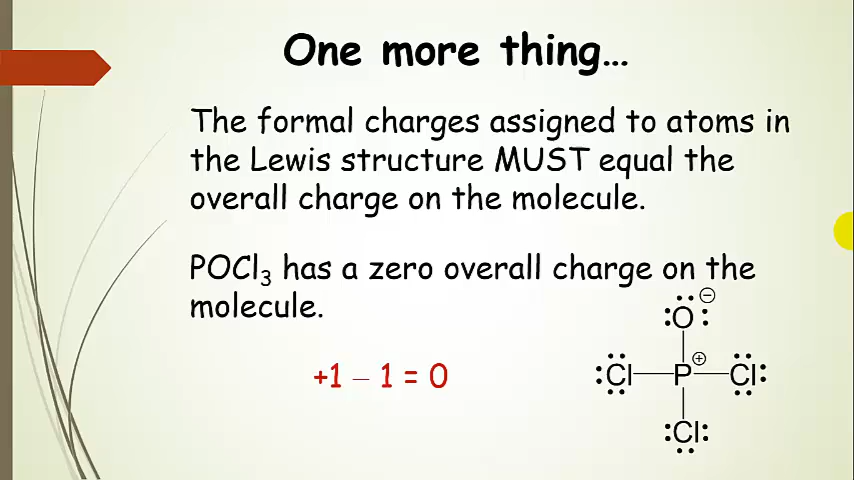 One more thing...
The formal charges assigned to atoms in
the Lewis structure MUST equal the
overall charge on the molecule.
POCl₃ has a zero overall charge on the
molecule.
+1 – 1 = 0
O ⊖
Cl P ⊕ Cl
Cl